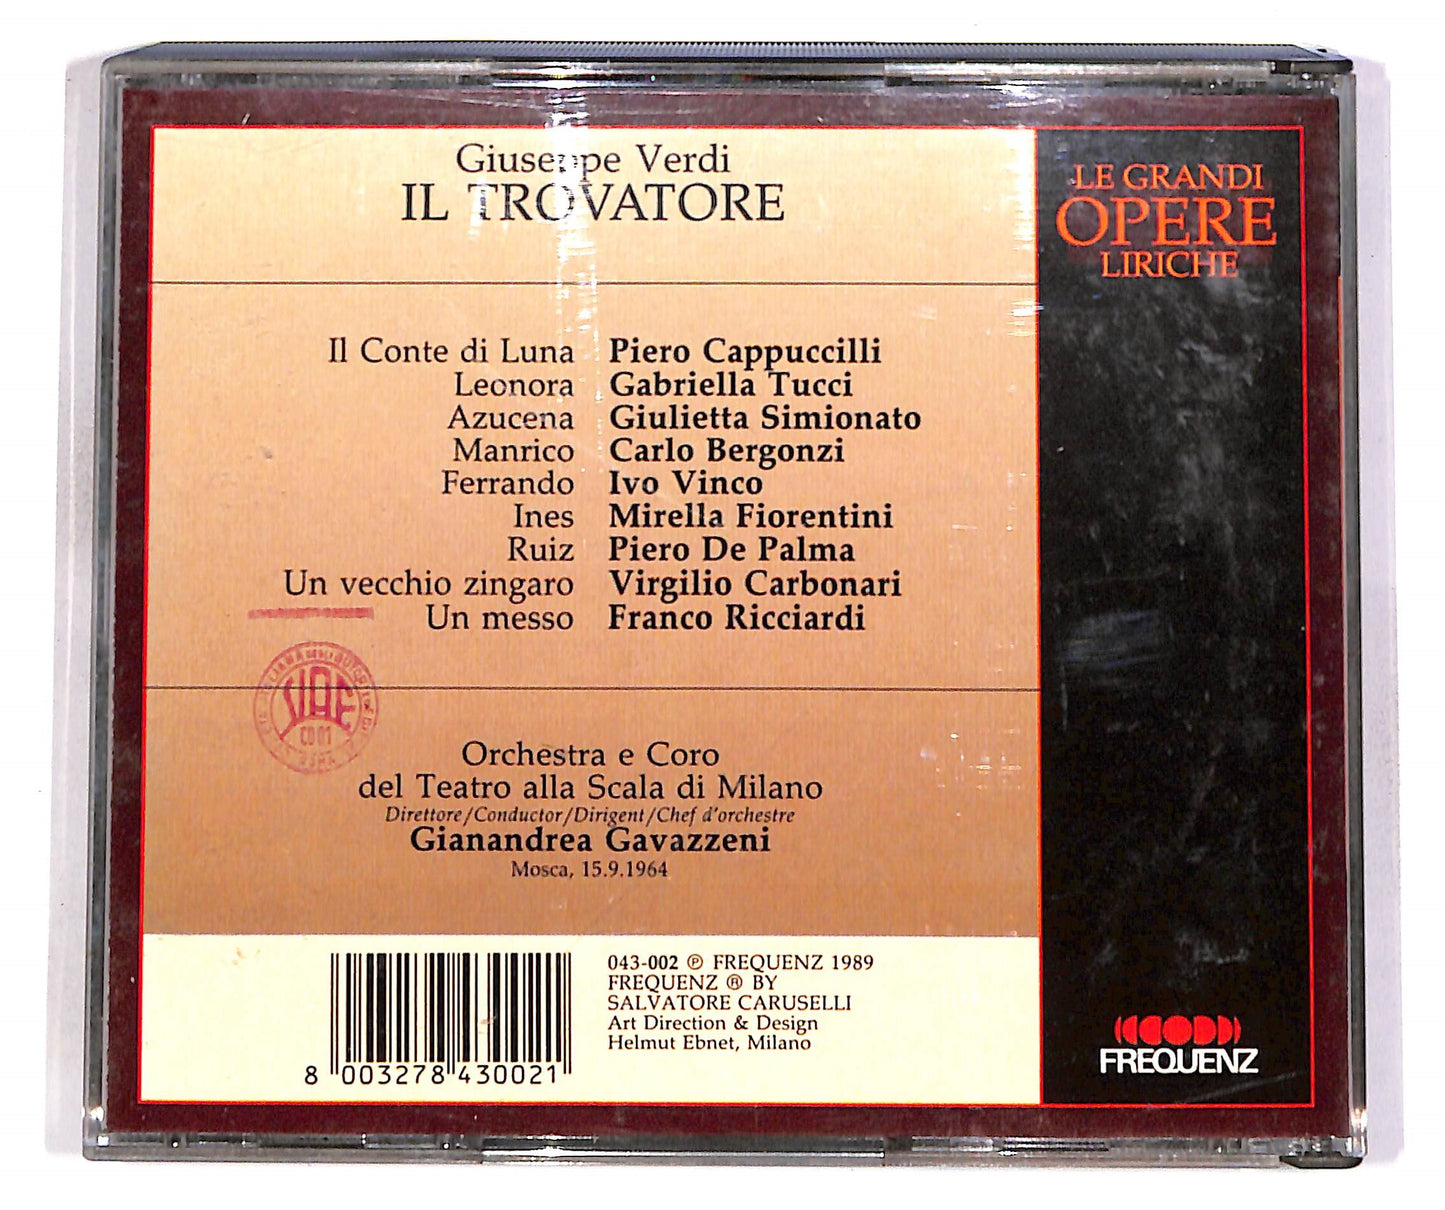 Giuseppe Verdi
IL TROVATORE
LE GRANDI
OPERE
LIRICHE
Il Conte di Luna Piero Cappuccilli
Leonora Gabriella Tucci
Azucena Giulietta Simionato
Manrico Carlo Bergonzi
Ferrando Ivo Vinco
Ines Mirella Fiorentini
Ruiz Piero De Palma
Un vecchio zingaro Virgilio Carbonari
Un messo Franco Ricciardi
SIAE
CD01
Orchestra e Coro
del Teatro alla Scala di Milano
Direttore/Conductor/Dirigent/Chef d'orchestre
Gianandrea Gavazzeni
Mosca, 15.9.1964
043-002 ℗ FREQUENZ 1989
FREQUENZ ® BY
SALVATORE CARUSELLI
Art Direction & Design
Helmut Ebnet, Milano
8 003278 430021
FREQUENZ